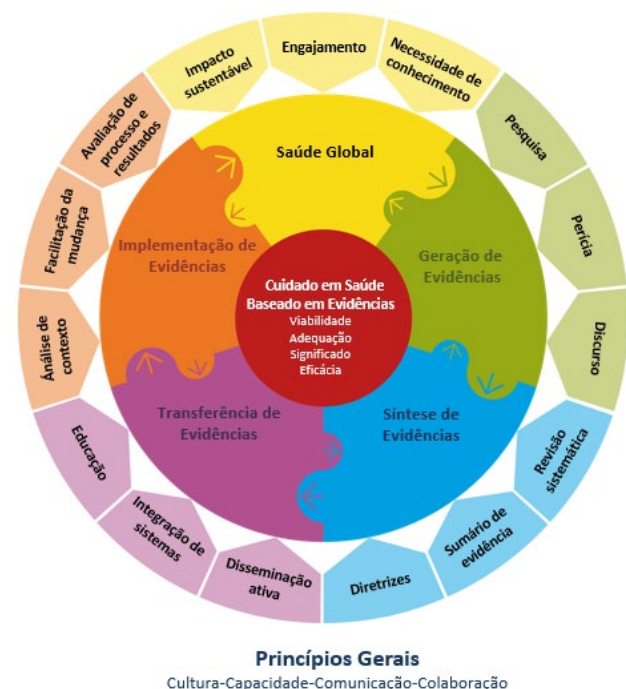 Engajamento
Necessidade de
conhecimento
Pesquisa
Perícia
Discurso
Revisão
sistemática
Sumário de
evidência
Diretrizes
Disseminação
ativa
Integração de
sistemas
Educação
Ánálise de
contexto
Facilitação da
mudança
Avaliação de
processo e
resultados
Impacto
sustentável
Saúde Global
Geração de
Evidências
Síntese de
Evidências
Transferência de
Evidências
Implementação de
Evidências
Cuidado em Saúde
Baseado em Evidências
Viabilidade
Adequação
Significado
Eficácia
Princípios Gerais
Cultura-Capacidade-Comunicação-Colaboração